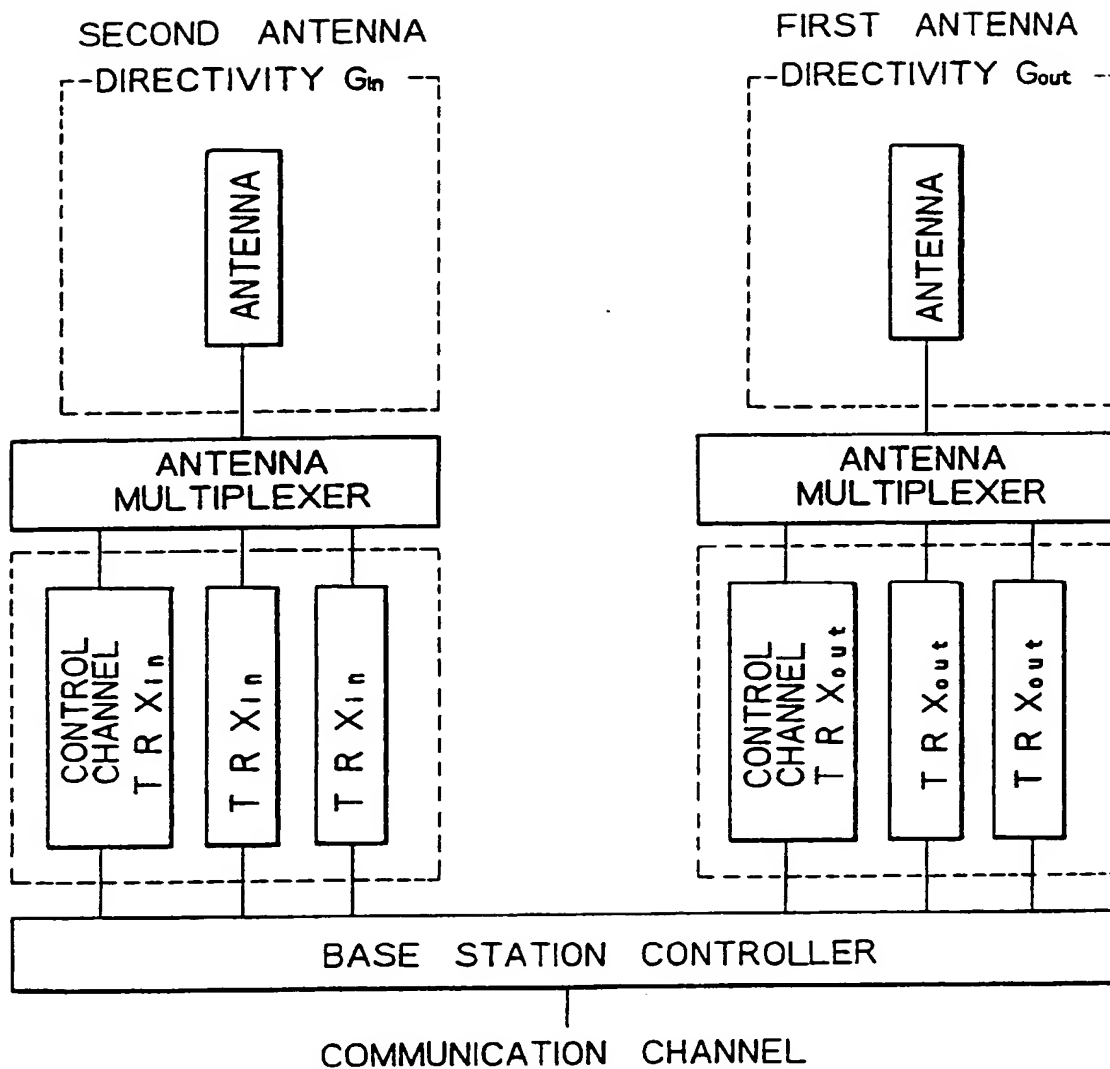 SECOND ANTENNA
DIRECTIVITY Gin
ANTENNA
ANTENNA
MULTIPLEXER
CONTROL
CHANNEL
TRXin
TRXin
TRXin
FIRST ANTENNA
DIRECTIVITY Gout
ANTENNA
ANTENNA
MULTIPLEXER
CONTROL
CHANNEL
TRXout
TRXout
TRXout
BASE STATION CONTROLLER
COMMUNICATION CHANNEL